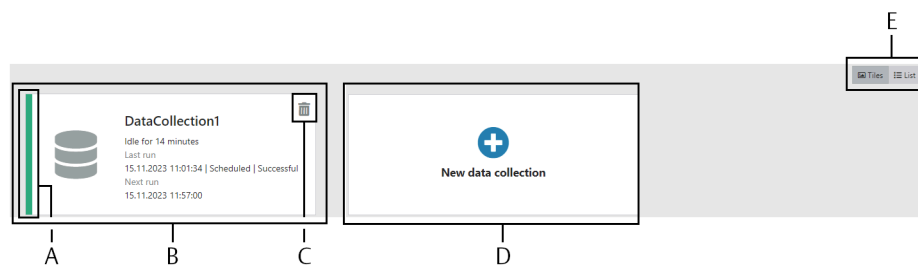 E
Tiles List
DataCollection1
Idle for 14 minutes
Last run
15.11.2023 11:01:34 | Scheduled | Successful
Next run
15.11.2023 11:57:00
New data collection
A B C D